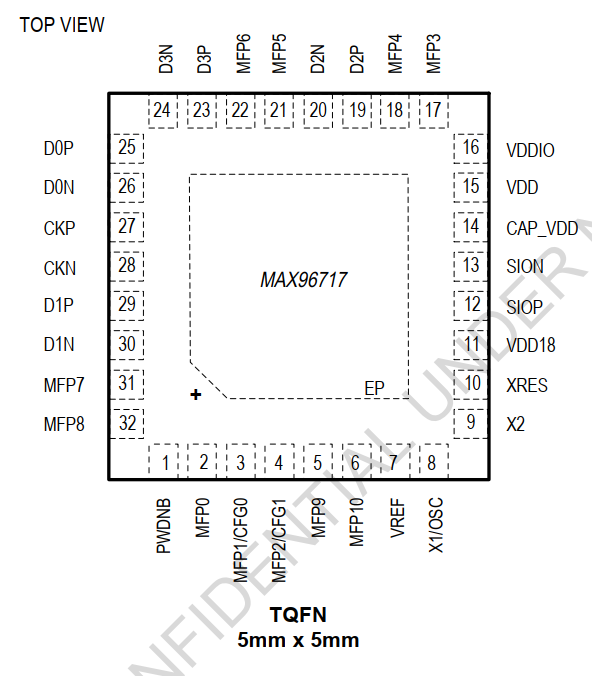 TOP VIEW
D3N D3P MFP6 MFP5 D2N D2P MFP4 MFP3
24 23 22 21 20 19 18 17
D0P 25 16 VDDIO
D0N 26 15 VDD
CKP 27 14 CAP_VDD
CKN 28 13 SION
MAX96717
D1P 29 12 SIOP
D1N 30 11 VDD18
MFP7 31 10 XRES
+ EP
MFP8 32 9 X2
1 2 3 4 5 6 7 8
PWDNB MFP0 MFP1/CFG0 MFP2/CFG1 MFP9 MFP10 VREF X1/OSC
TQFN
5mm x 5mm
NFIDENTIAL UNDER